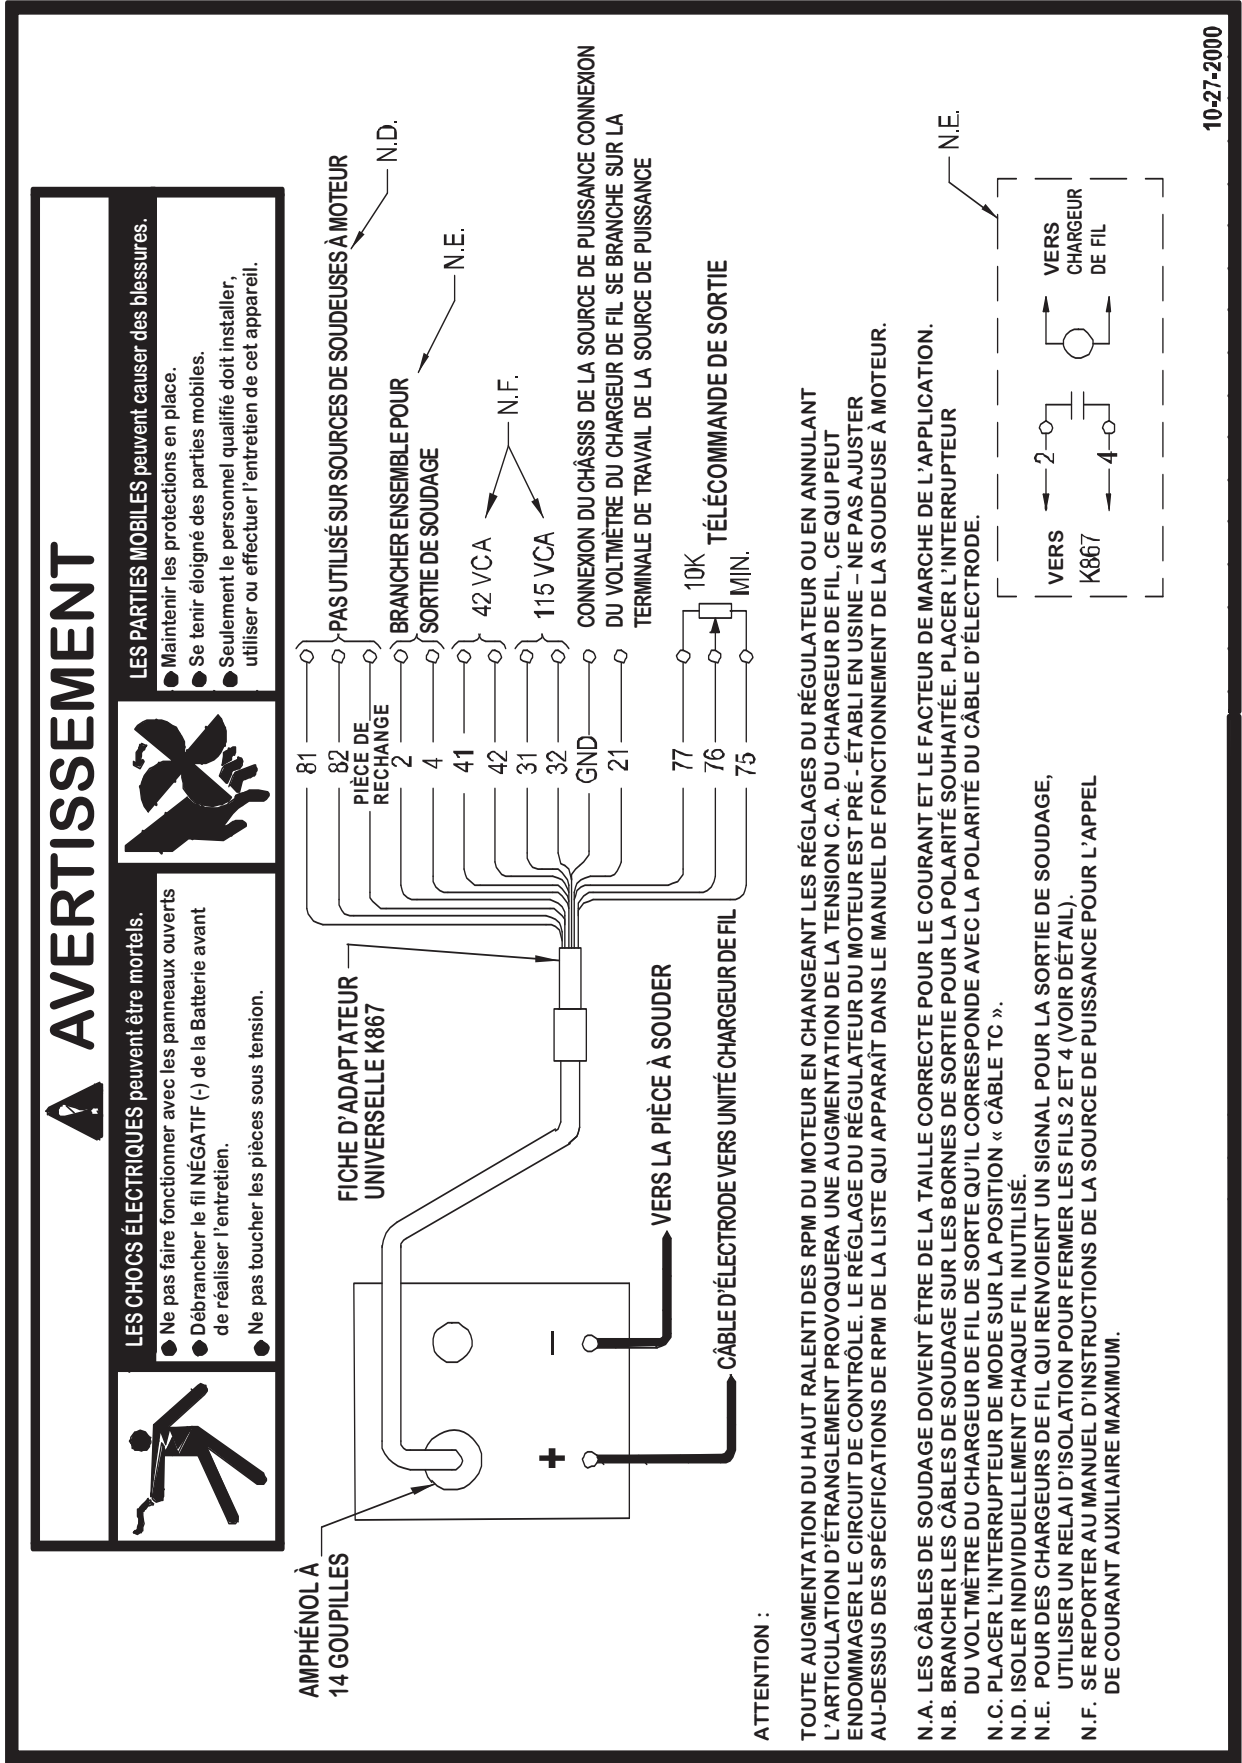 AVERTISSEMENT
LES CHOCS ÉLECTRIQUES peuvent être mortels.
Ne pas faire fonctionner avec les panneaux ouverts
Débrancher le fil NÉGATIF (-) de la Batterie avant
de réaliser l'entretien.
Ne pas toucher les pièces sous tension.
LES PARTIES MOBILES peuvent causer des blessures.
Maintenir les protections en place.
Se tenir éloigné des parties mobiles.
Seulement le personnel qualifié doit installer,
utiliser ou effectuer l'entretien de cet appareil.
AMPHÉNOL À
14 GOUPILLES
FICHE D'ADAPTATEUR
UNIVERSELLE K867
81
82
PIÈCE DE
RECHANGE
2
4
41
42
31
32
GND
21
77
76
75
PAS UTILISÉ SUR SOURCES DE SOUDEUSES À MOTEUR
N.D.
BRANCHER ENSEMBLE POUR
SORTIE DE SOUDAGE
N.E.
42 VCA
115 VCA
N.F.
CONNEXION DU CHÂSSIS DE LA SOURCE DE PUISSANCE CONNEXION
DU VOLTMÈTRE DU CHARGEUR DE FIL SE BRANCHE SUR LA
TERMINALE DE TRAVAIL DE LA SOURCE DE PUISSANCE
10K
MIN.
TÉLÉCOMMANDE DE SORTIE
+
–
VERS LA PIÈCE À SOUDER
CÂBLE D'ÉLECTRODE VERS UNITÉ CHARGEUR DE FIL
ATTENTION :
TOUTE AUGMENTATION DU HAUT RALENTI DES RPM DU MOTEUR EN CHANGEANT LES RÉGLAGES DU RÉGULATEUR OU EN ANNULANT
L'ARTICULATION D'ÉTRANGLEMENT PROVOQUERA UNE AUGMENTATION DE LA TENSION C.A. DU CHARGEUR DE FIL, CE QUI PEUT
ENDOMMAGER LE CIRCUIT DE CONTRÔLE. LE RÉGLAGE DU RÉGULATEUR DU MOTEUR EST PRÉ - ÉTABLI EN USINE – NE PAS AJUSTER
AU-DESSUS DES SPÉCIFICATIONS DE RPM DE LA LISTE QUI APPARAÎT DANS LE MANUEL DE FONCTIONNEMENT DE LA SOUDEUSE À MOTEUR.
N.A. LES CÂBLES DE SOUDAGE DOIVENT ÊTRE DE LA TAILLE CORRECTE POUR LE COURANT ET LE FACTEUR DE MARCHE DE L'APPLICATION.
N.B. BRANCHER LES CÂBLES DE SOUDAGE SUR LES BORNES DE SORTIE POUR LA POLARITÉ SOUHAITÉE. PLACER L'INTERRUPTEUR
DU VOLTMÈTRE DU CHARGEUR DE FIL DE SORTE QU'IL CORRESPONDE AVEC LA POLARITÉ DU CÂBLE D'ÉLECTRODE.
N.C. PLACER L'INTERRUPTEUR DE MODE SUR LA POSITION « CÂBLE TC ».
N.D. ISOLER INDIVIDUELLEMENT CHAQUE FIL INUTILISÉ.
N.E. POUR DES CHARGEURS DE FIL QUI RENVOIENT UN SIGNAL POUR LA SORTIE DE SOUDAGE,
UTILISER UN RELAI D'ISOLATION POUR FERMER LES FILS 2 ET 4 (VOIR DÉTAIL).
N.F. SE REPORTER AU MANUEL D'INSTRUCTIONS DE LA SOURCE DE PUISSANCE POUR L'APPEL
DE COURANT AUXILIAIRE MAXIMUM.
N.E.
VERS
K867
2
4
VERS
CHARGEUR
DE FIL
10-27-2000